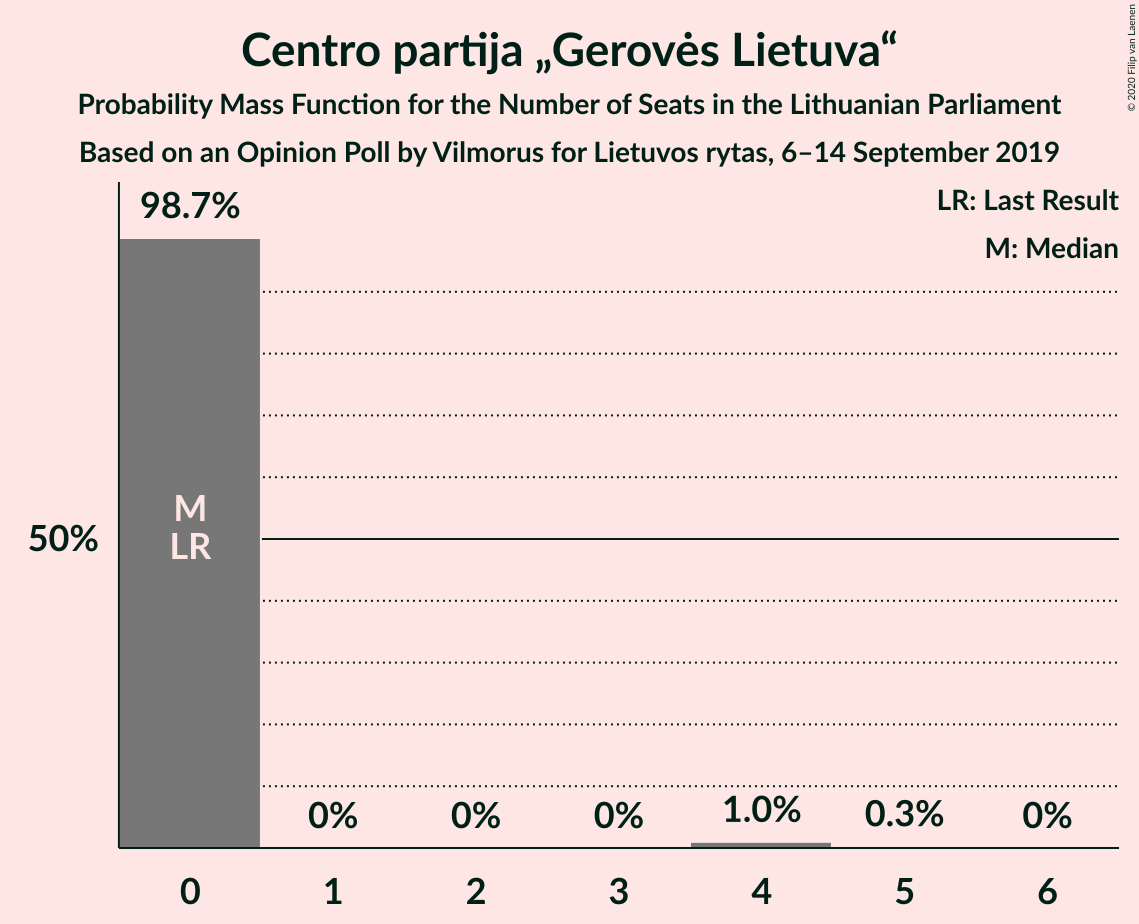 Centro partija „Gerovės Lietuva“
Probability Mass Function for the Number of Seats in the Lithuanian Parliament
Based on an Opinion Poll by Vilmorus for Lietuvos rytas, 6–14 September 2019
© 2020 Filip van Laenen
LR: Last Result
M: Median
98.7%
M
LR
50%
0%
0%
0%
1.0%
0.3%
0%
0
1
2
3
4
5
6